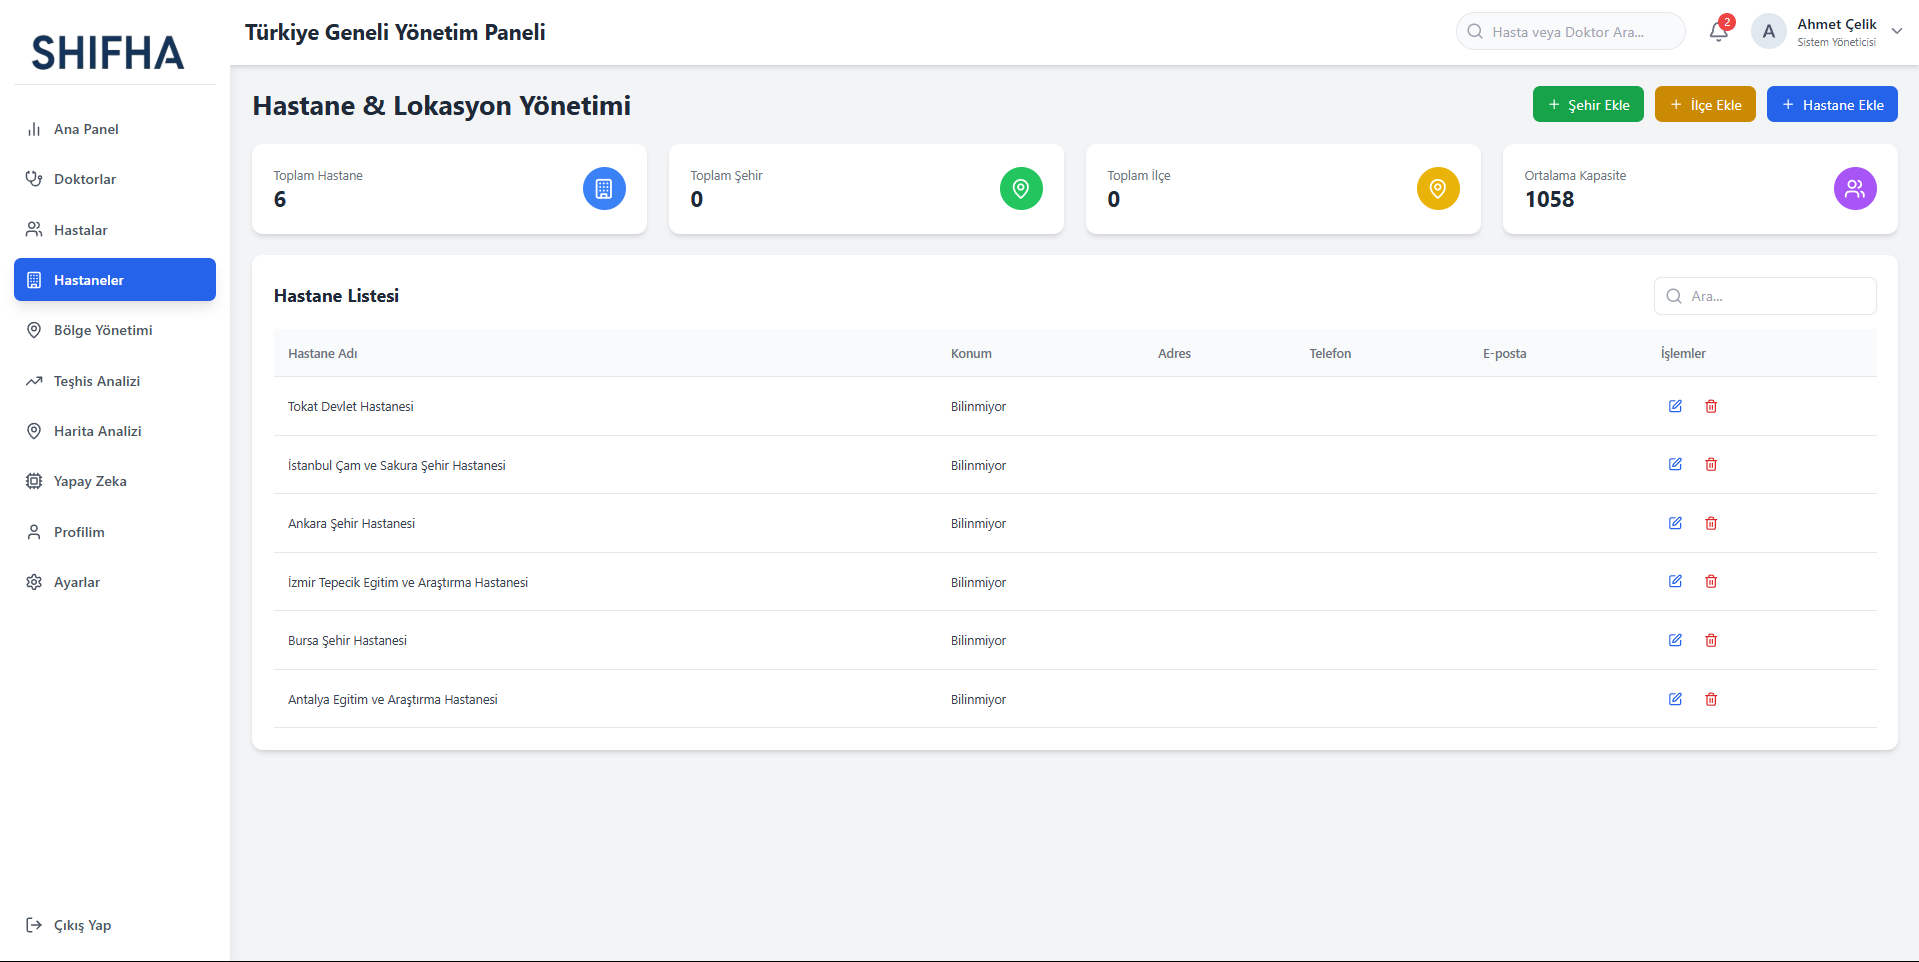 SHIFHA
Ana Panel
Doktorlar
Hastalar
Hastaneler
Bölge Yönetimi
Teşhis Analizi
Harita Analizi
Yapay Zeka
Profilim
Ayarlar
Çıkış Yap
Türkiye Geneli Yönetim Paneli
Hasta veya Doktor Ara...
2
A
Ahmet Çelik
Sistem Yöneticisi
Hastane & Lokasyon Yönetimi
Şehir Ekle
İlçe Ekle
Hastane Ekle
Toplam Hastane
6
Toplam Şehir
0
Toplam İlçe
0
Ortalama Kapasite
1058
Hastane Listesi
Ara...
Hastane Adı Konum Adres Telefon E-posta İşlemler
Tokat Devlet Hastanesi Bilinmiyor
İstanbul Çam ve Sakura Şehir Hastanesi Bilinmiyor
Ankara Şehir Hastanesi Bilinmiyor
İzmir Tepecik Egitim ve Araştırma Hastanesi Bilinmiyor
Bursa Şehir Hastanesi Bilinmiyor
Antalya Egitim ve Araştırma Hastanesi Bilinmiyor